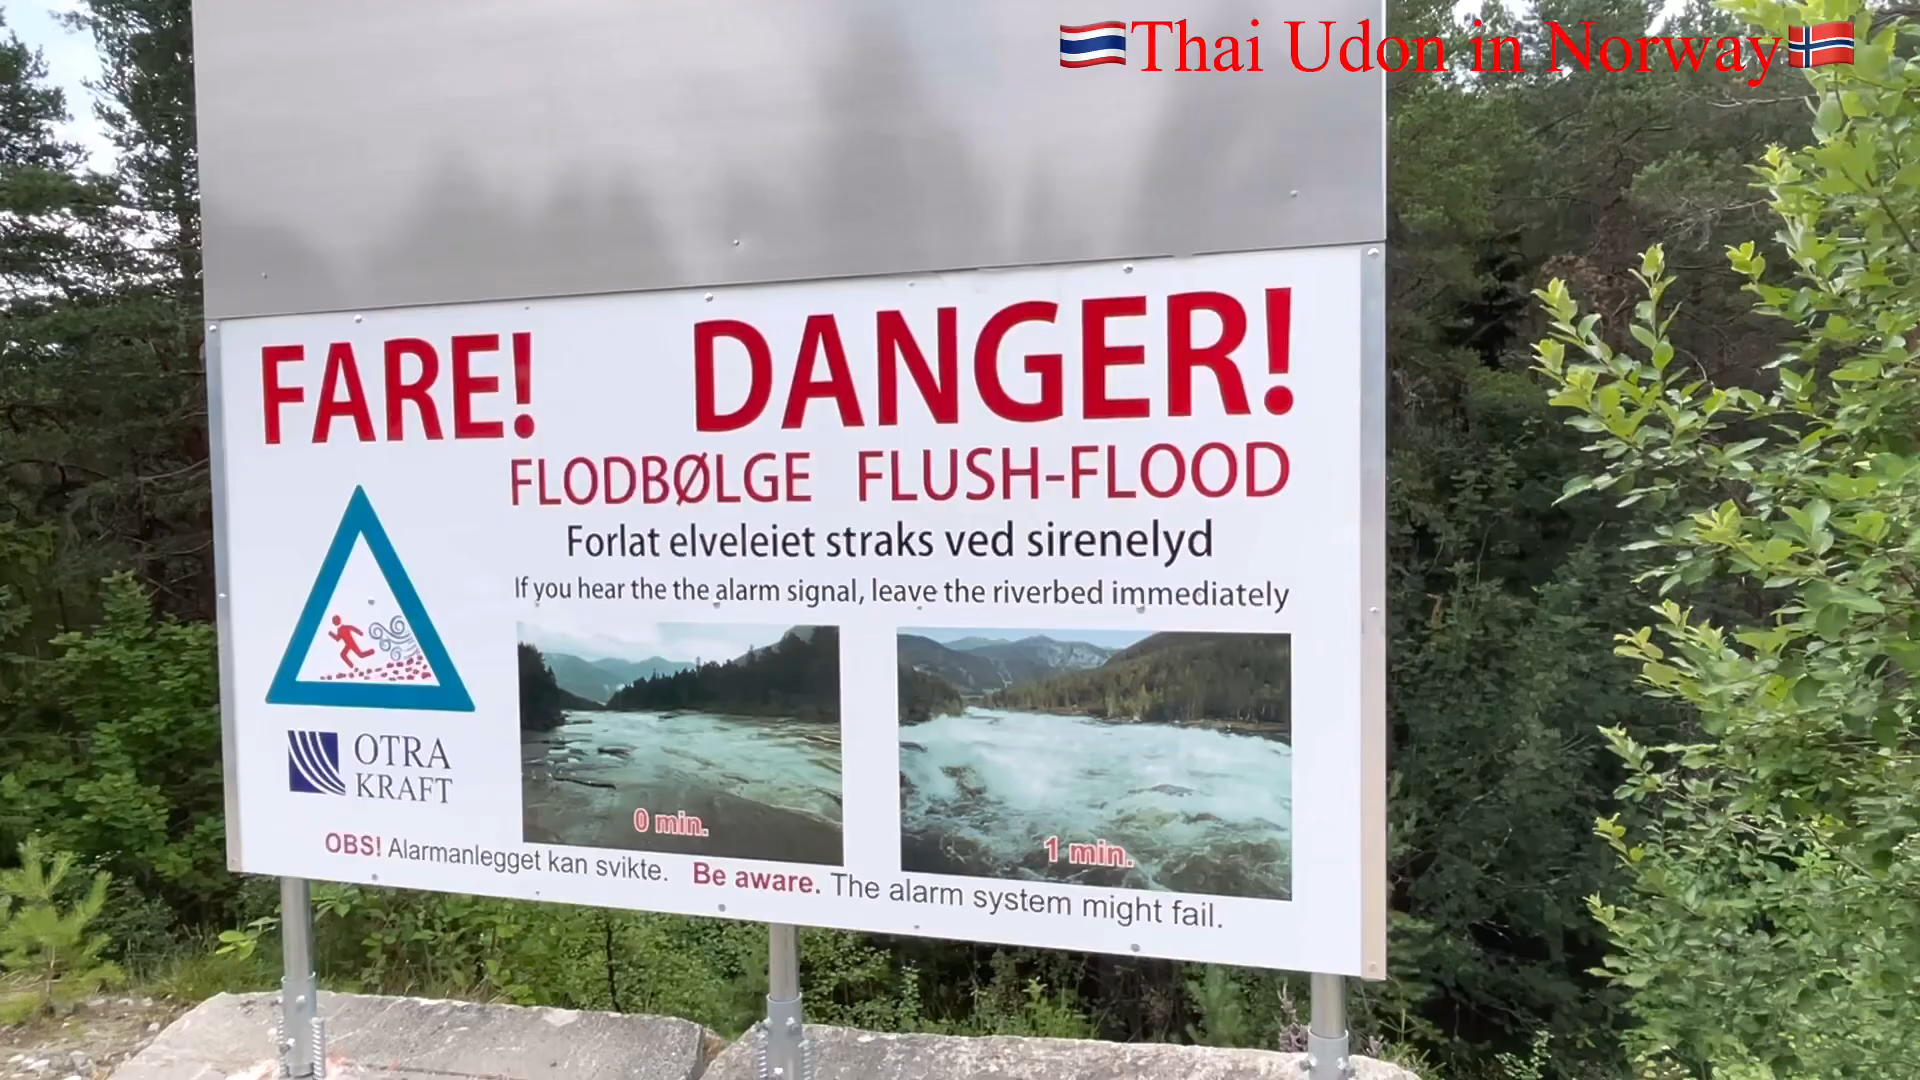 🇹🇭Thai Udon in Norway🇳🇴
FARE! DANGER!
FLODBØLGE FLUSH-FLOOD
Forlat elveleiet straks ved sirenelyd
If you hear the the alarm signal, leave the riverbed immediately
OTRA
KRAFT
0 min.
1 min.
OBS! Alarmanlegget kan svikte. Be aware. The alarm system might fail.